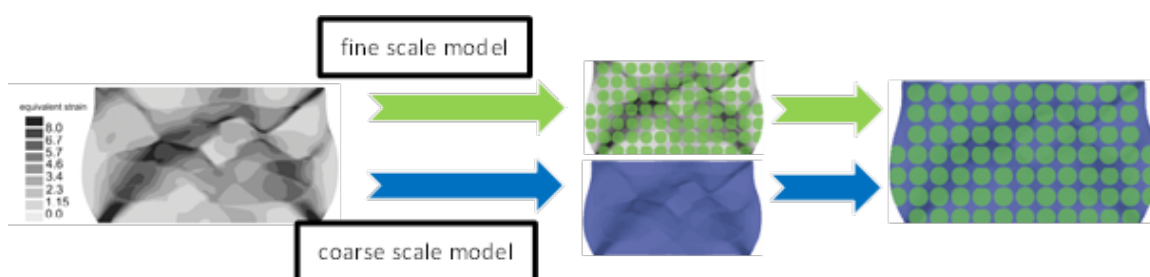 fine scale model
equivalent strain
8.0
6.7
5.7
4.6
3.4
2.3
1.15
0.0
coarse scale model